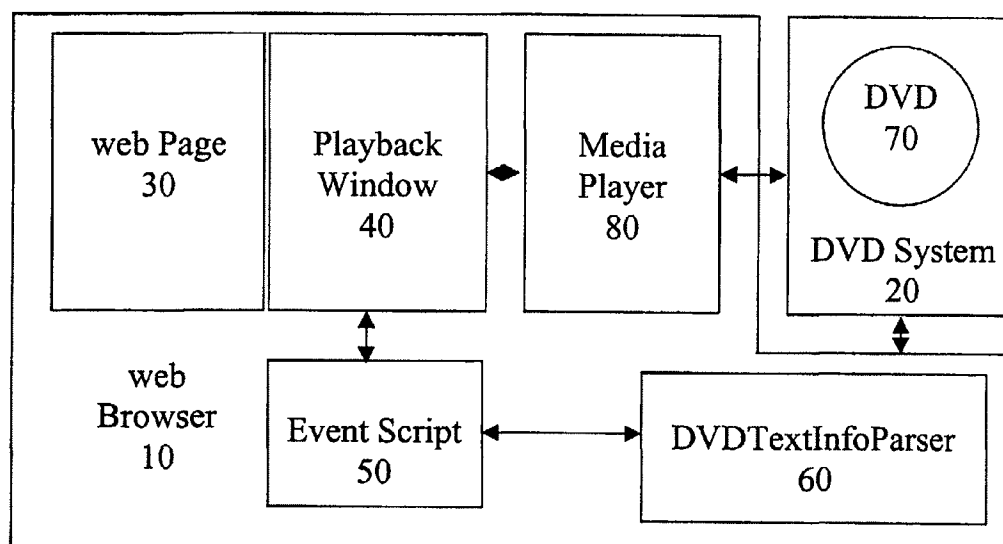 web Page
30
Playback
Window
40
Media
Player
80
DVD
70
DVD System
20
web
Browser
10
Event Script
50
DVDTextInfoParser
60